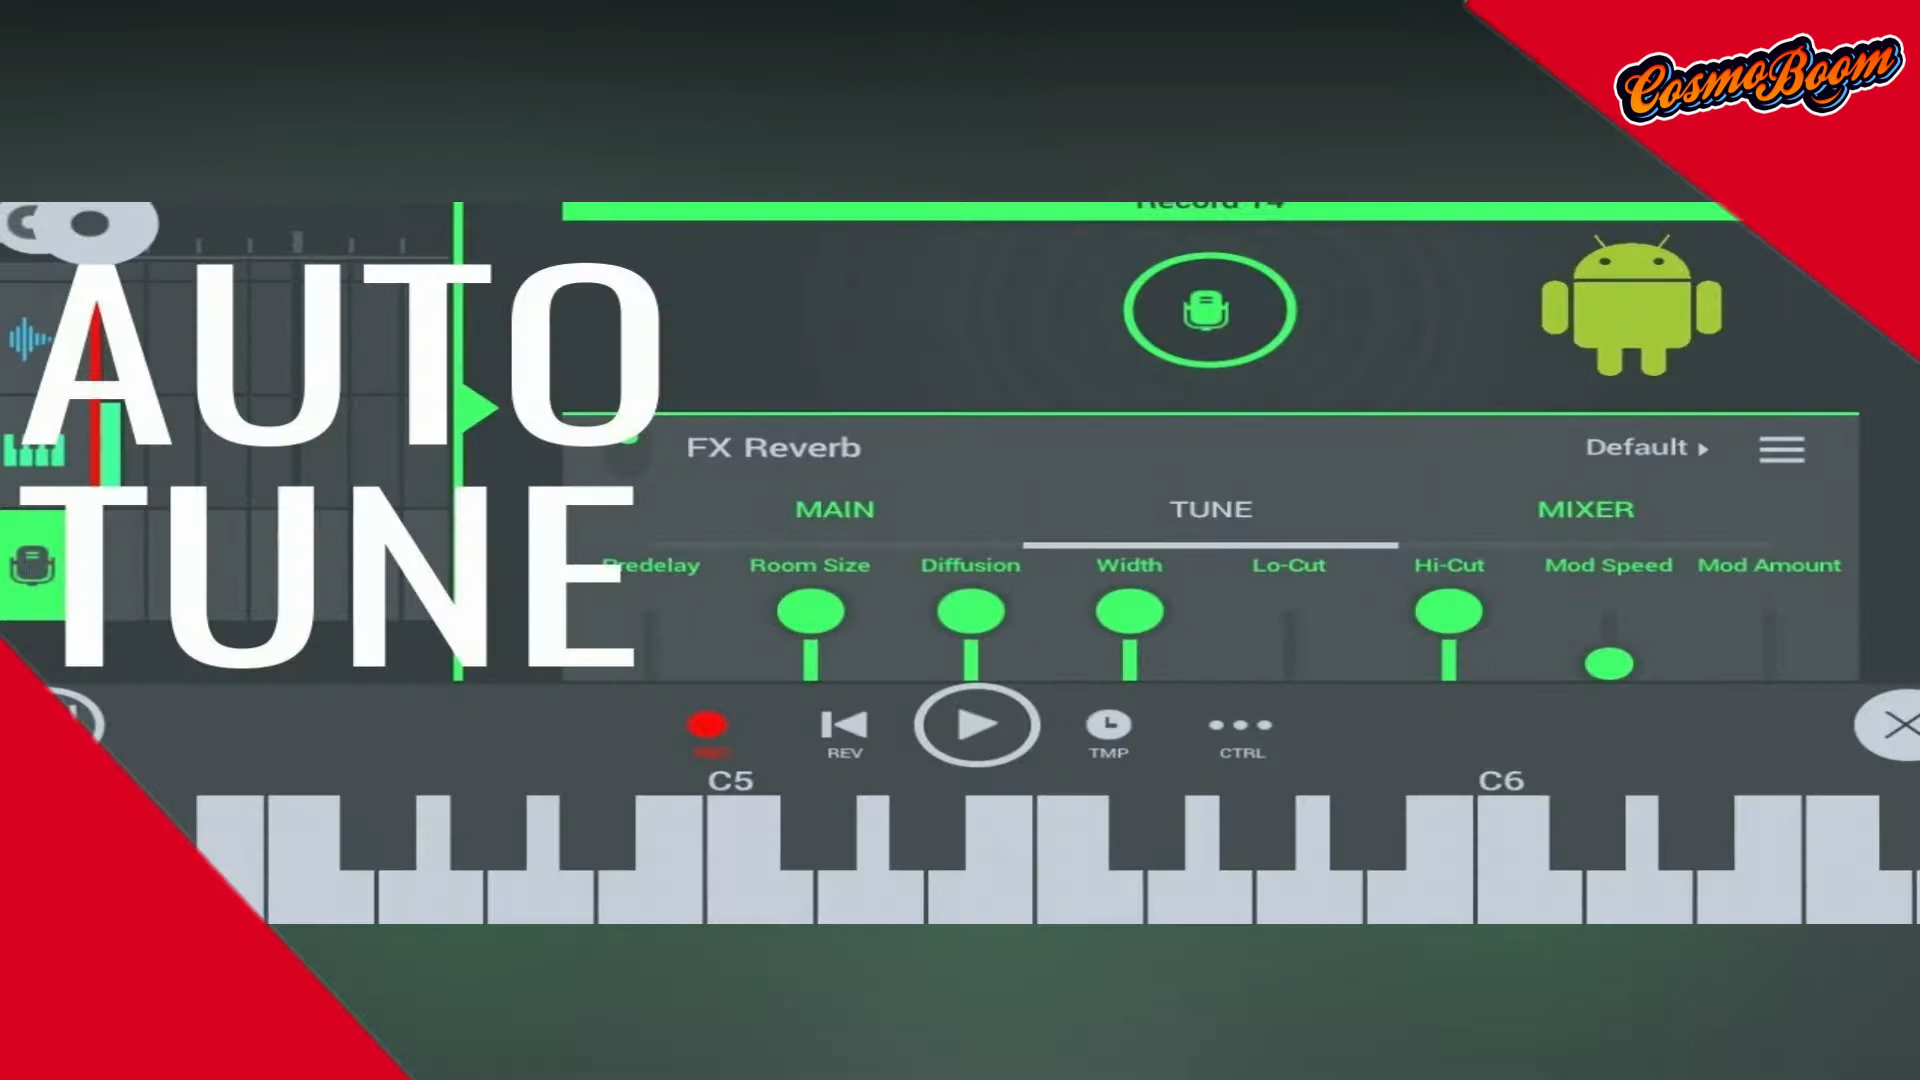 CosmoBoom
AUTO
TUNE
FX Reverb
Default
MAIN TUNE MIXER
Predelay Room Size Diffusion Width Lo-Cut Hi-Cut Mod Speed Mod Amount
REV TMP CTRL
C5 C6